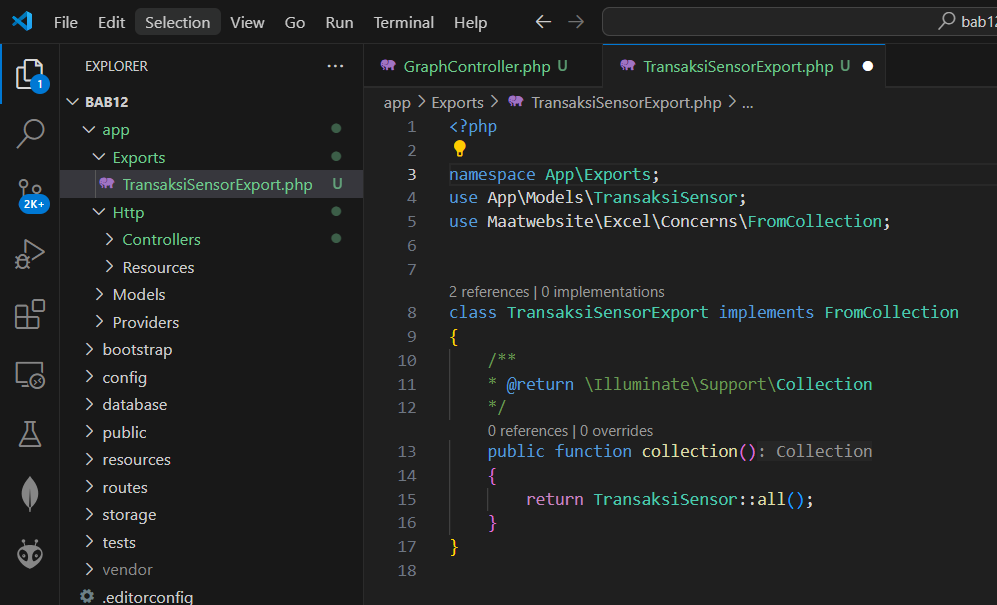 File Edit Selection View Go Run Terminal Help bab12
EXPLORER ...
1
2K+
BAB12
app
Exports
TransaksiSensorExport.php U
Http
Controllers
Resources
Models
Providers
bootstrap
config
database
public
resources
routes
storage
tests
vendor
.editorconfig
GraphController.php U TransaksiSensorExport.php U
app > Exports > TransaksiSensorExport.php > ...
1 <?php
2
3 namespace App\Exports;
4 use App\Models\TransaksiSensor;
5 use Maatwebsite\Excel\Concerns\FromCollection;
6
7
2 references | 0 implementations
8 class TransaksiSensorExport implements FromCollection
9 {
10 /**
11 * @return \Illuminate\Support\Collection
12 */
0 references | 0 overrides
13 public function collection(): Collection
14 {
15 return TransaksiSensor::all();
16 }
17 }
18